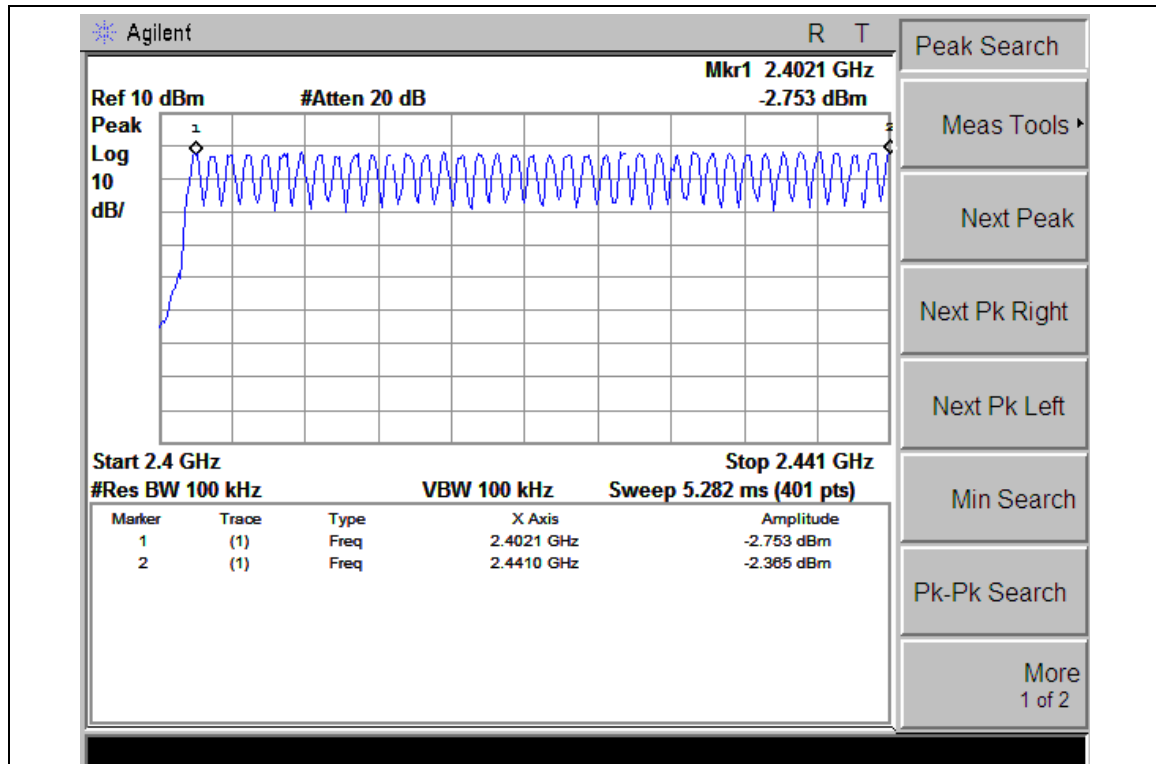 Agilent R T
Mkr1 2.4021 GHz
Ref 10 dBm #Atten 20 dB -2.753 dBm
Peak
Log
10
dB/
1
2
Start 2.4 GHz Stop 2.441 GHz
#Res BW 100 kHz VBW 100 kHz Sweep 5.282 ms (401 pts)
Marker Trace Type X Axis Amplitude
1 (1) Freq 2.4021 GHz -2.753 dBm
2 (1) Freq 2.4410 GHz -2.365 dBm
Peak Search
Meas Tools
Next Peak
Next Pk Right
Next Pk Left
Min Search
Pk-Pk Search
More
1 of 2